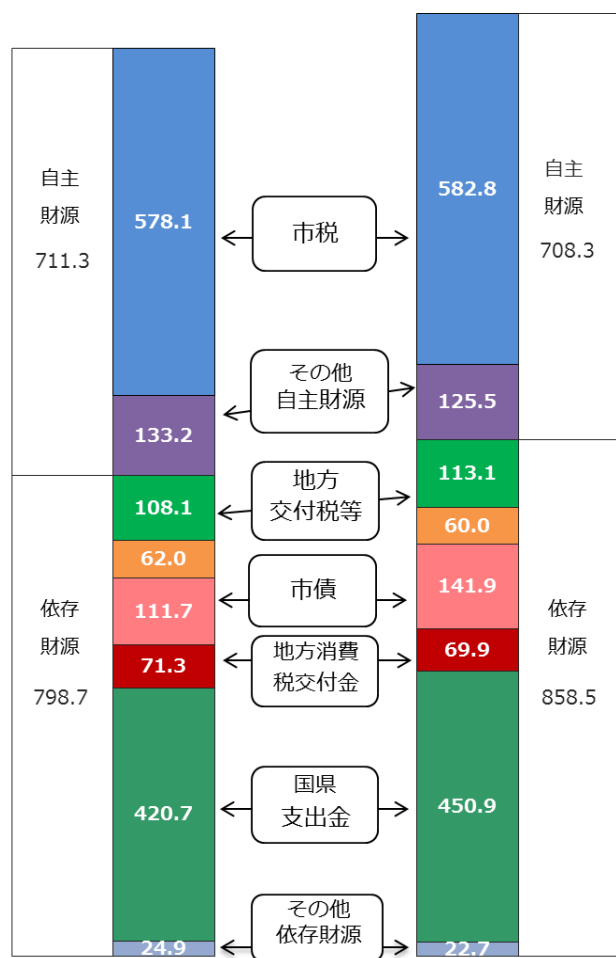 自主
財源
711.3
578.1
133.2
108.1
62.0
111.7
71.3
420.7
24.9
依存
財源
798.7
市税
その他
自主財源
地方
交付税等
市債
地方消費
税交付金
国県
支出金
その他
依存財源
582.8
125.5
113.1
60.0
141.9
69.9
450.9
22.7
自主
財源
708.3
依存
財源
858.5